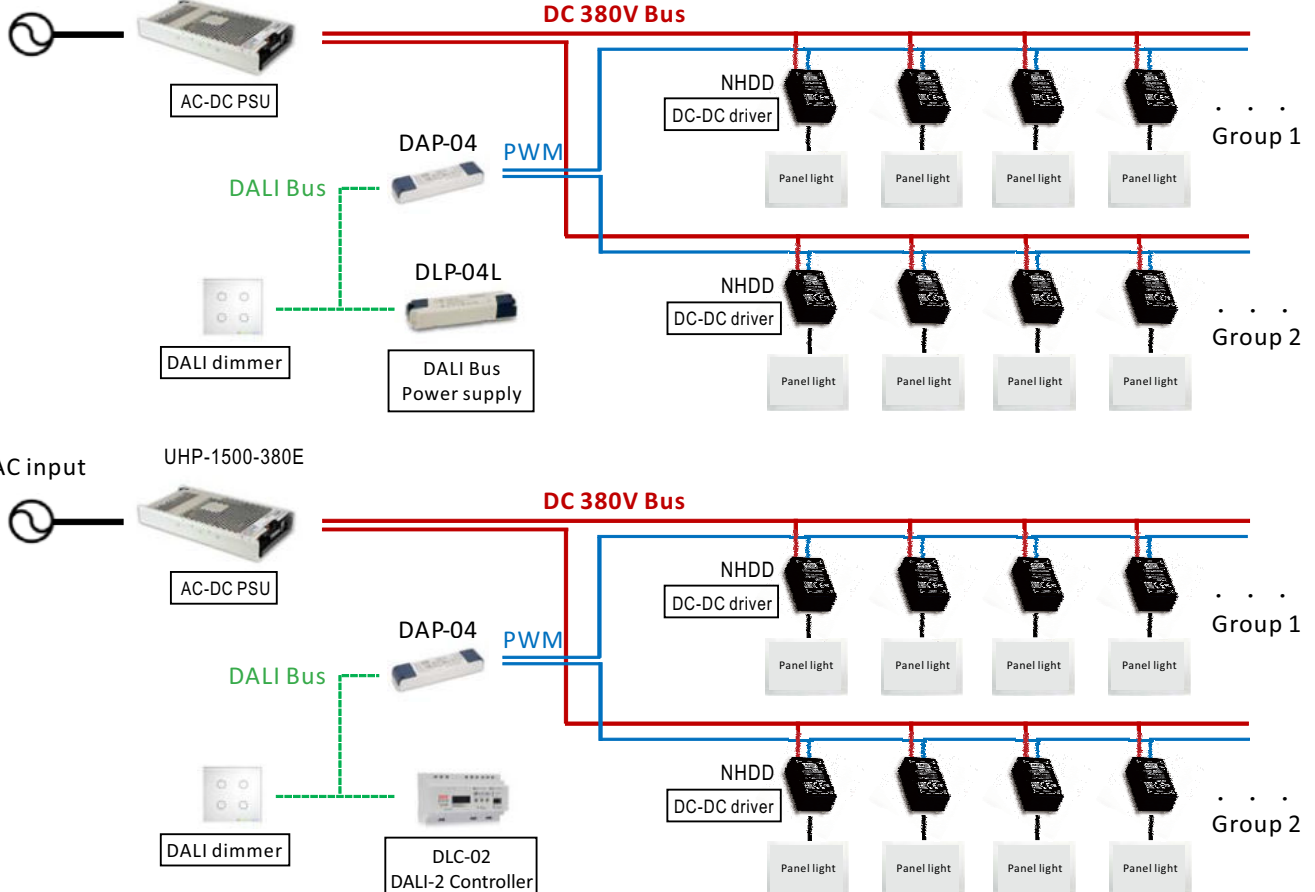 DC 380V Bus
AC-DC PSU
NHDD
DC-DC driver
. . .
Group 1
DAP-04
PWM
DALI Bus
Panel light
Panel light
Panel light
Panel light
DLP-04L
NHDD
DC-DC driver
. . .
Group 2
DALI dimmer
DALI Bus
Power supply
Panel light
Panel light
Panel light
Panel light
AC input
UHP-1500-380E
DC 380V Bus
AC-DC PSU
NHDD
DC-DC driver
. . .
Group 1
DAP-04
PWM
DALI Bus
Panel light
Panel light
Panel light
Panel light
NHDD
DC-DC driver
. . .
Group 2
DALI dimmer
DLC-02
DALI-2 Controller
Panel light
Panel light
Panel light
Panel light